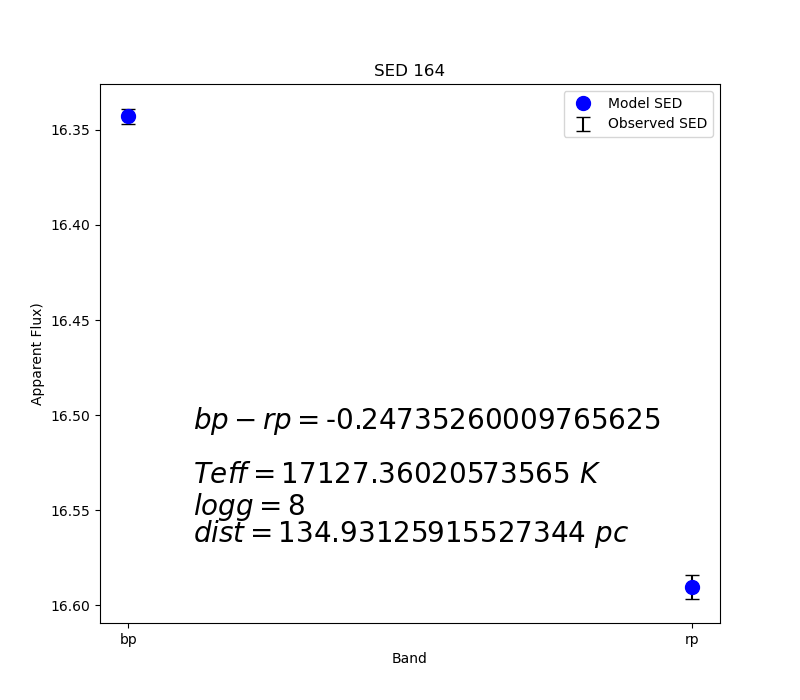 SED 164
Model SED
Observed SED
16.35
16.40
16.45
16.50
16.55
16.60
Apparent Flux)
bp − rp = -0.24735260009765625
Teff = 17127.36020573565 K
logg = 8
dist = 134.93125915527344 pc
bp
rp
Band